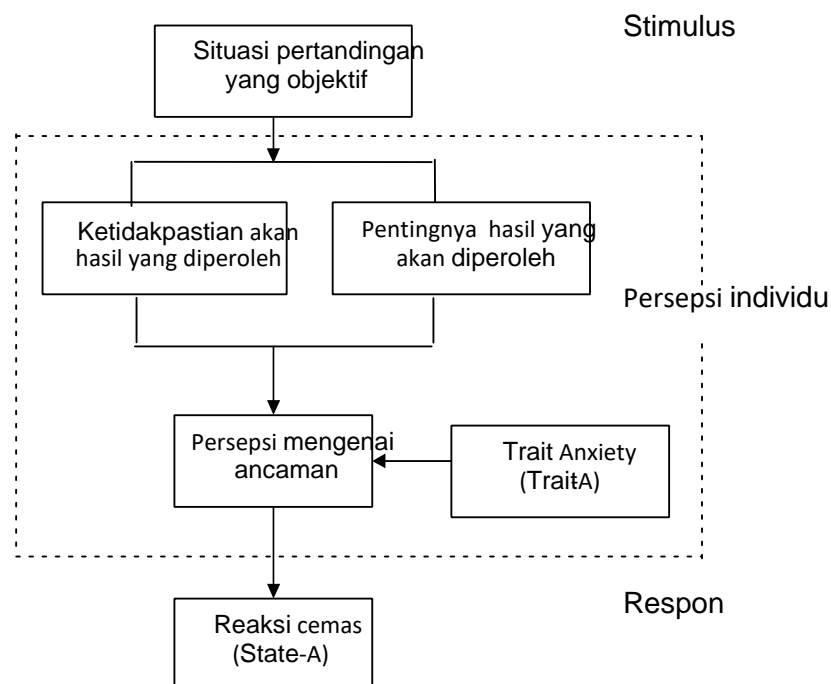 Stimulus
Situasi pertandingan
yang objektif
Ketidakpastian akan
hasil yang diperoleh
Pentingnya hasil yang
akan diperoleh
Persepsi individu
Persepsi mengenai
ancaman
Trait Anxiety
(Trait-A)
Respon
Reaksi cemas
(State-A)